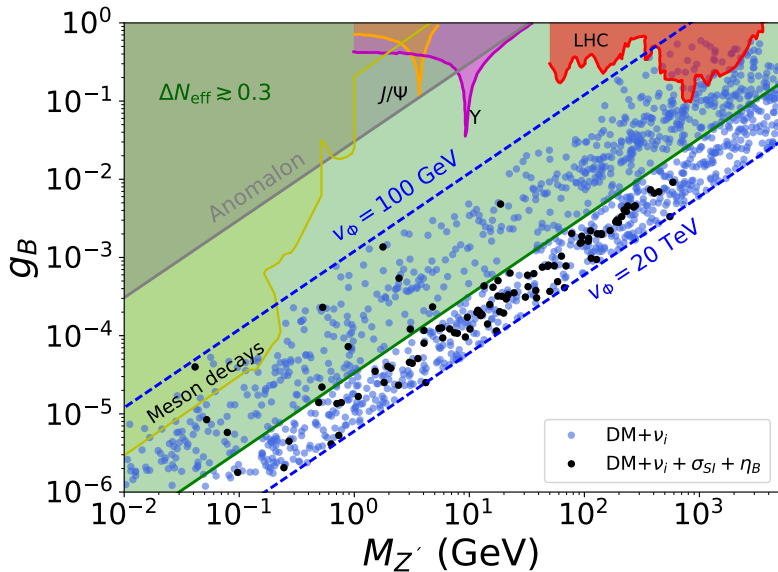 10^0
10^-1
10^-2
10^-3
10^-4
10^-5
10^-6
g_B
ΔN_eff ≳ 0.3
J/Ψ
Υ
LHC
Anomalon
v_Φ = 100 GeV
v_Φ = 20 TeV
Meson decays
DM+ν_i
DM+ν_i + σ_SI + η_B
10^-2 10^-1 10^0 10^1 10^2 10^3
M_Z′ (GeV)